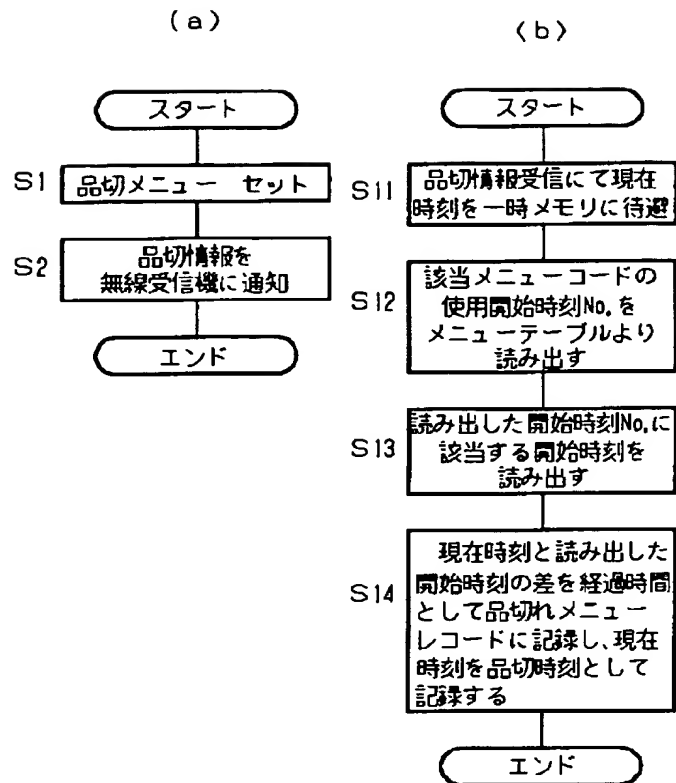 (a)
スタート
S1
品切メニュー セット
S2
品切情報を
無線受信機に通知
エンド
〈b〉
スタート
S11
品切情報受信にて現在
時刻を一時メモリに待避
S12
該当メニューコードの
使用開始時刻No.を
メニューテーブルより
読み出す
S13
読み出した開始時刻No.に
該当する開始時刻を
読み出す
S14
現在時刻と読み出した
開始時刻の差を経過時間
として品切れメニュー
レコードに記録し、現在
時刻を品切時刻として
記録する
エンド